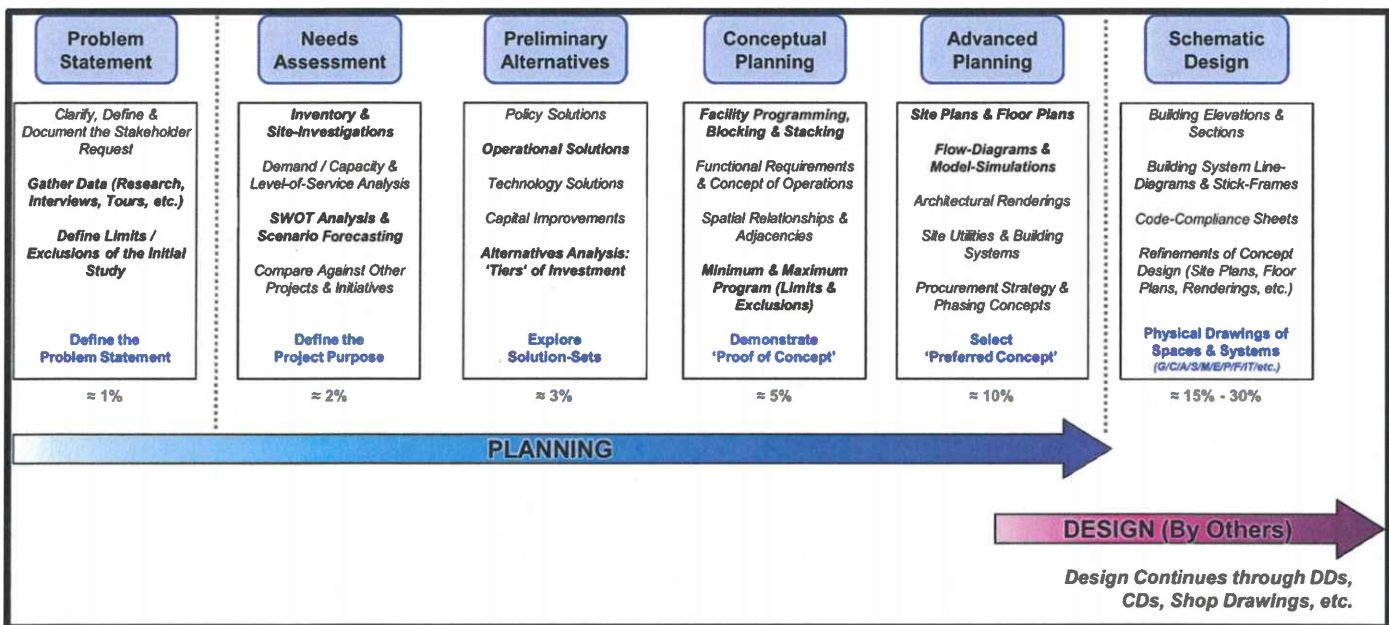 Problem
Statement
Needs
Assessment
Preliminary
Alternatives
Conceptual
Planning
Advanced
Planning
Schematic
Design
Clarify, Define &
Document the Stakeholder
Request
Gather Data (Research,
Interviews, Tours, etc.)
Define Limits /
Exclusions of the Initial
Study
Define the
Problem Statement
≈ 1%
Inventory &
Site-Investigations
Demand / Capacity &
Level-of-Service Analysis
SWOT Analysis &
Scenario Forecasting
Compare Against Other
Projects & Initiatives
Define the
Project Purpose
≈ 2%
Policy Solutions
Operational Solutions
Technology Solutions
Capital Improvements
Alternatives Analysis:
'Tiers' of Investment
Explore
Solution-Sets
≈ 3%
Facility Programming,
Blocking & Stacking
Functional Requirements
& Concept of Operations
Spatial Relationships &
Adjacencies
Minimum & Maximum
Program (Limits &
Exclusions)
Demonstrate
'Proof of Concept'
≈ 5%
Site Plans & Floor Plans
Flow-Diagrams &
Model-Simulations
Architectural Renderings
Site Utilities & Building
Systems
Procurement Strategy &
Phasing Concepts
Select
'Preferred Concept'
≈ 10%
Building Elevations &
Sections
Building System Line-
Diagrams & Stick-Frames
Code-Compliance Sheets
Refinements of Concept
Design (Site Plans, Floor
Plans, Renderings, etc.)
Physical Drawings of
Spaces & Systems
(G/C/A/S/M/E/P/F/IT/etc.)
≈ 15% - 30%
PLANNING
DESIGN (By Others)
Design Continues through DDs,
CDs, Shop Drawings, etc.